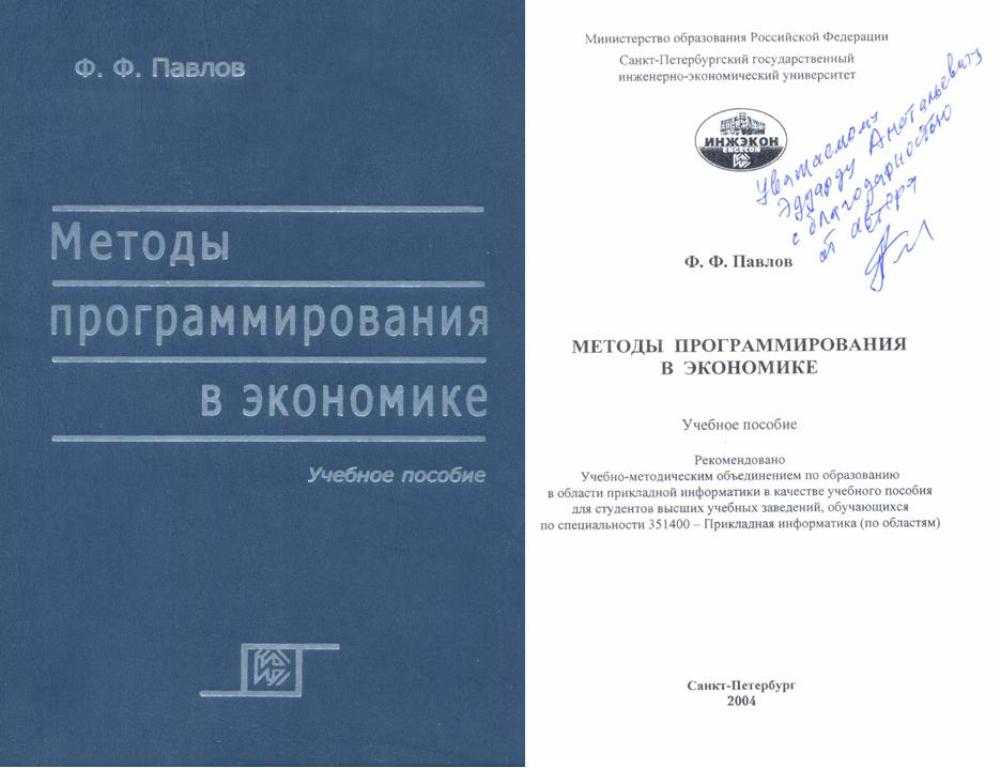 Ф. Ф. Павлов
Методы
программирования
в экономике
Учебное пособие
Министерство образования Российской Федерации
Санкт-Петербургский государственный
инженерно-экономический университет
ИНЖЭКОН
ENGECON
Уважаемому
Эдуарду Анатальевичу
с благодарностью
от автора
Ф. Ф. Павлов
МЕТОДЫ ПРОГРАММИРОВАНИЯ
В ЭКОНОМИКЕ
Учебное пособие
Рекомендовано
Учебно-методическим объединением по образованию
в области прикладной информатики в качестве учебного пособия
для студентов высших учебных заведений, обучающихся
по специальности 351400 – Прикладная информатика (по областям)
Санкт-Петербург
2004